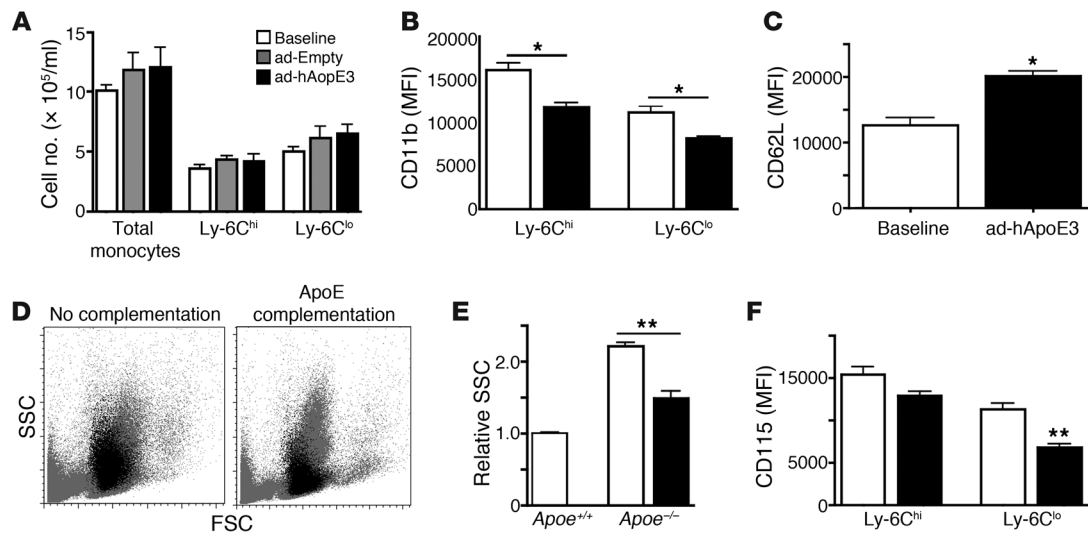 A
Cell no. (× 10⁵/ml)
15
10
5
0
Baseline
ad-Empty
ad-hAopE3
Total
monocytes
Ly-6Cʰⁱ
Ly-6Cˡᵒ
B
CD11b (MFI)
20000
15000
10000
5000
0
*
*
Ly-6Cʰⁱ
Ly-6Cˡᵒ
C
CD62L (MFI)
20000
10000
0
*
Baseline
ad-hApoE3
D
No complementation
ApoE
complementation
SSC
FSC
E
Relative SSC
2.0
1.0
0
**
Apoe⁺/⁺
Apoe⁻/⁻
F
CD115 (MFI)
15000
5000
0
**
Ly-6Cʰⁱ
Ly-6Cˡᵒ